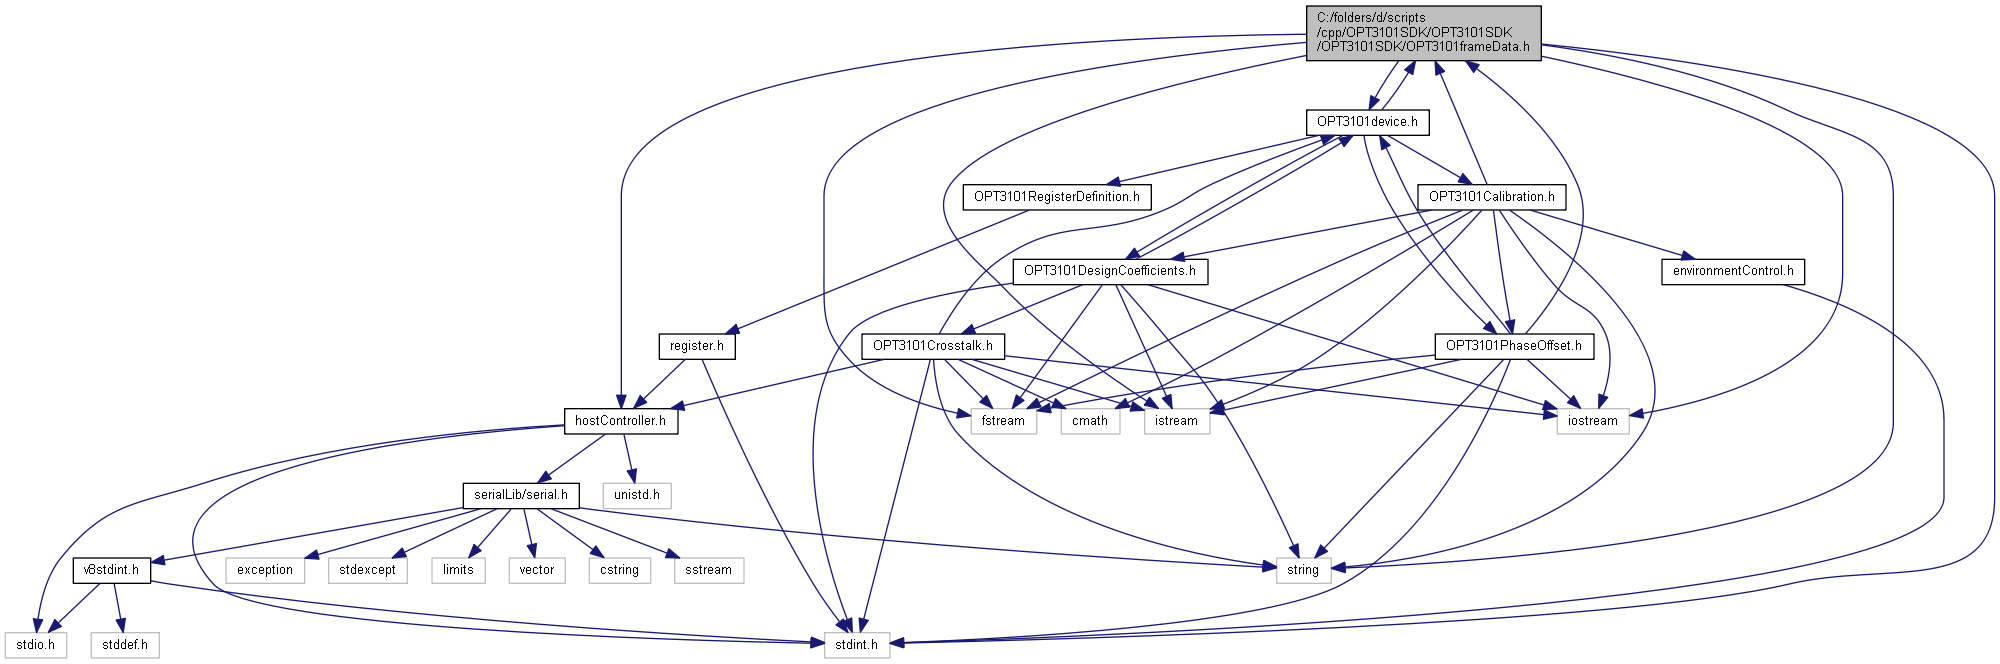 C:/folders/d/scripts
/cpp/OPT3101SDK/OPT3101SDK
/OPT3101SDK/OPT3101frameData.h
OPT3101device.h
OPT3101RegisterDefinition.h
OPT3101Calibration.h
OPT3101DesignCoefficients.h
environmentControl.h
register.h
OPT3101Crosstalk.h
OPT3101PhaseOffset.h
hostController.h
fstream
cmath
istream
iostream
serialLib/serial.h
unistd.h
v8stdint.h
exception
stdexcept
limits
vector
cstring
sstream
string
stdio.h
stddef.h
stdint.h